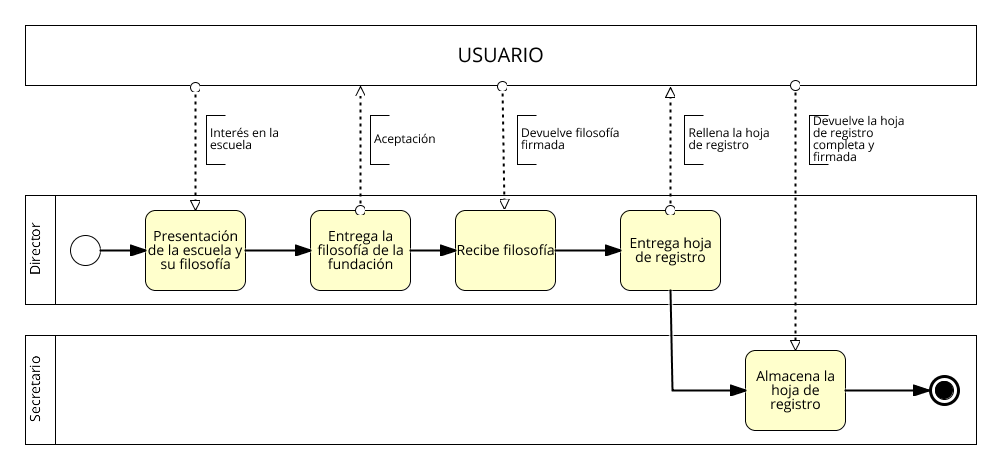 USUARIO
Interés en la
escuela
Aceptación
Devuelve filosofía
firmada
Rellena la hoja
de registro
Devuelve la hoja
de registro
completa y
firmada
Director
Presentación
de la escuela y
su filosofía
Entrega la
filosofía de la
fundación
Recibe filosofía
Entrega hoja
de registro
Secretario
Almacena la
hoja de
registro